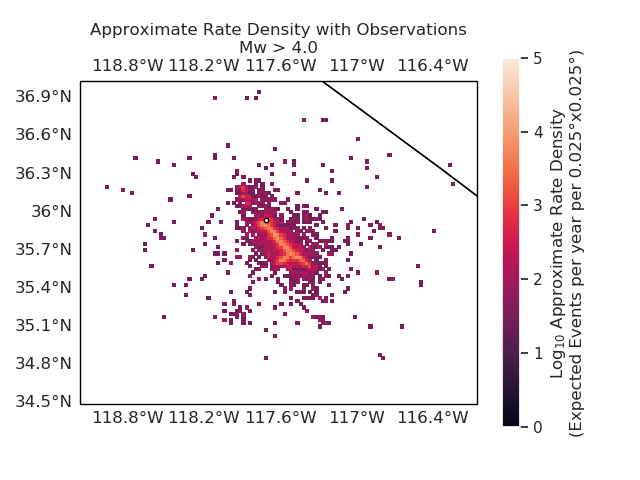 Approximate Rate Density with Observations
Mw > 4.0
118.8°W 118.2°W 117.6°W 117°W 116.4°W
36.9°N
36.6°N
36.3°N
36°N
35.7°N
35.4°N
35.1°N
34.8°N
34.5°N
118.8°W 118.2°W 117.6°W 117°W 116.4°W
5
4
3
2
1
0
Log₁₀ Approximate Rate Density
(Expected Events per year per 0.025°x0.025°)